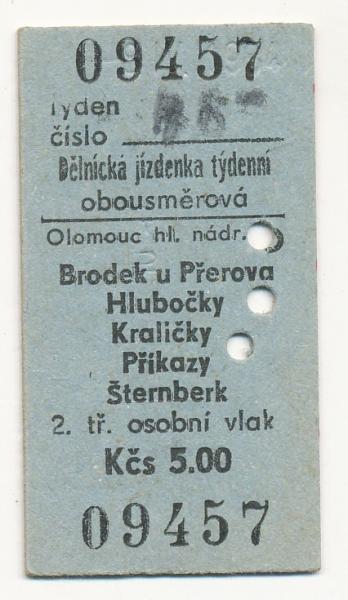 09457
Týden
číslo
Dělnická jízdenka týdenní
obousměrová
Olomouc hl. nádr.
Brodek u Přerova
Hlubočky
Kraličky
Příkazy
Šternberk
2. tř. osobní vlak
Kčs 5.00
09457